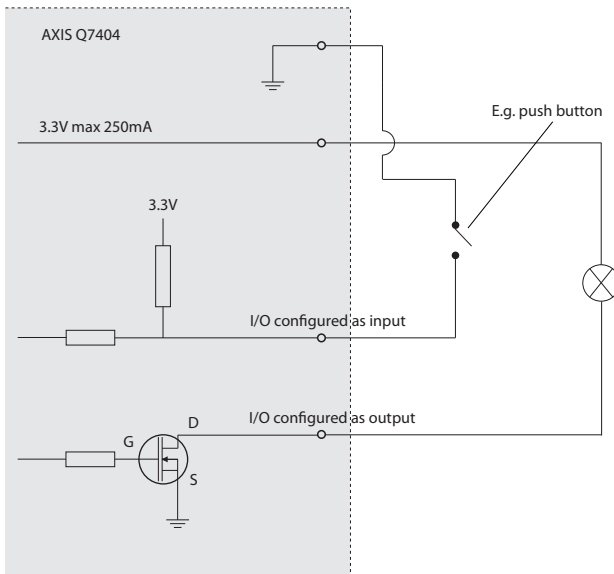 AXIS Q7404
E.g. push button
3.3V max 250mA
3.3V
I/O configured as input
I/O configured as output
D
G
S